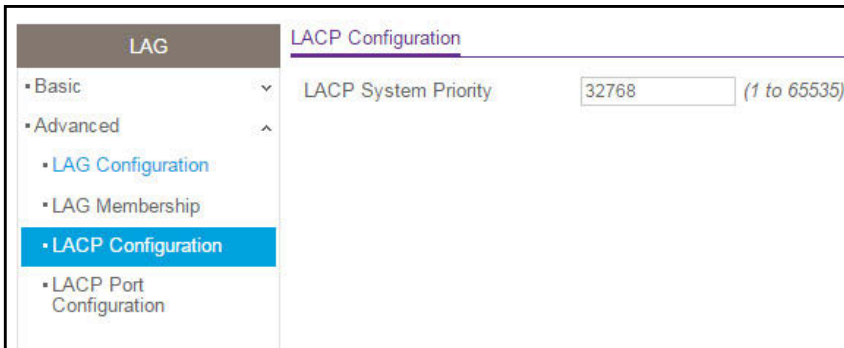 LAG
Basic
Advanced
LAG Configuration
LAG Membership
LACP Configuration
LACP Port
Configuration
LACP Configuration
LACP System Priority 32768 (1 to 65535)